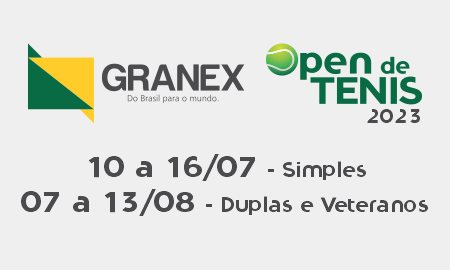 GRANEX
Do Brasil para o mundo.
Open de
TENIS
2023
10 a 16/07 - Simples
07 a 13/08 - Duplas e Veteranos